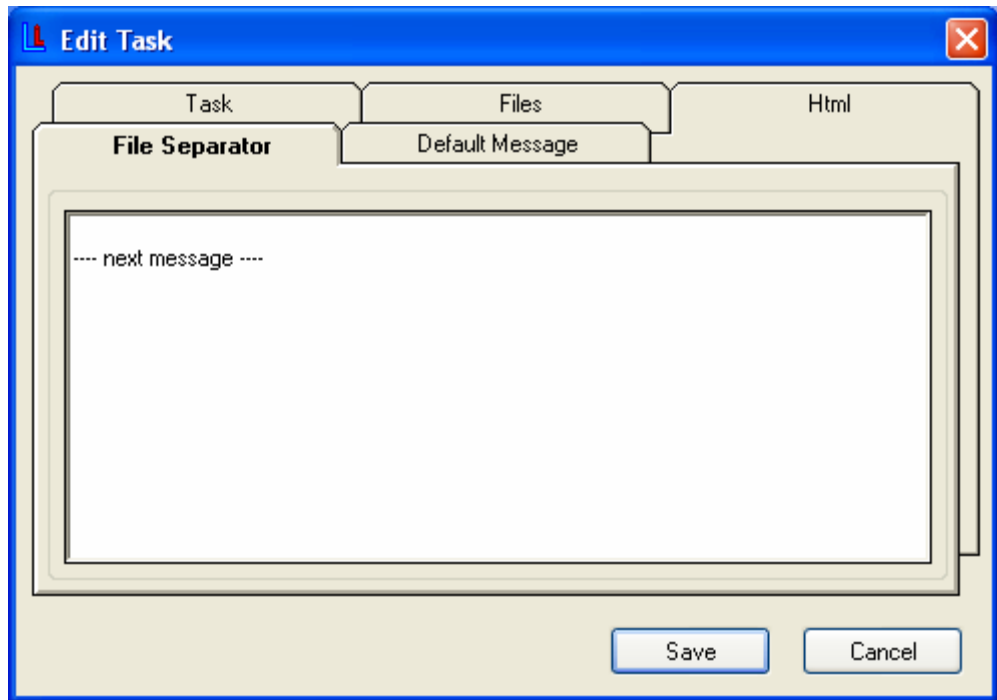 Edit Task
Task Files Html
File Separator Default Message
---- next message ----
Save Cancel